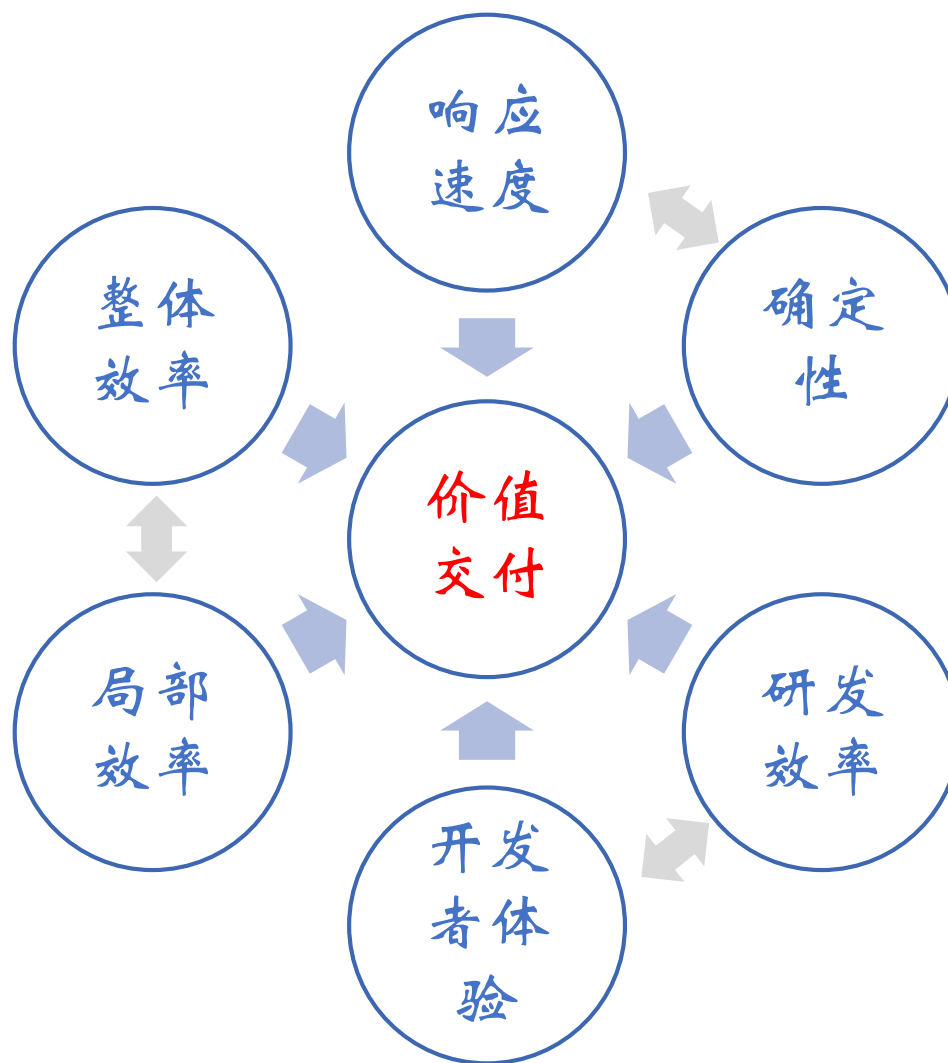 响应
速度
整体
效率
确定
性
价值
交付
局部
效率
研发
效率
开发
者体
验